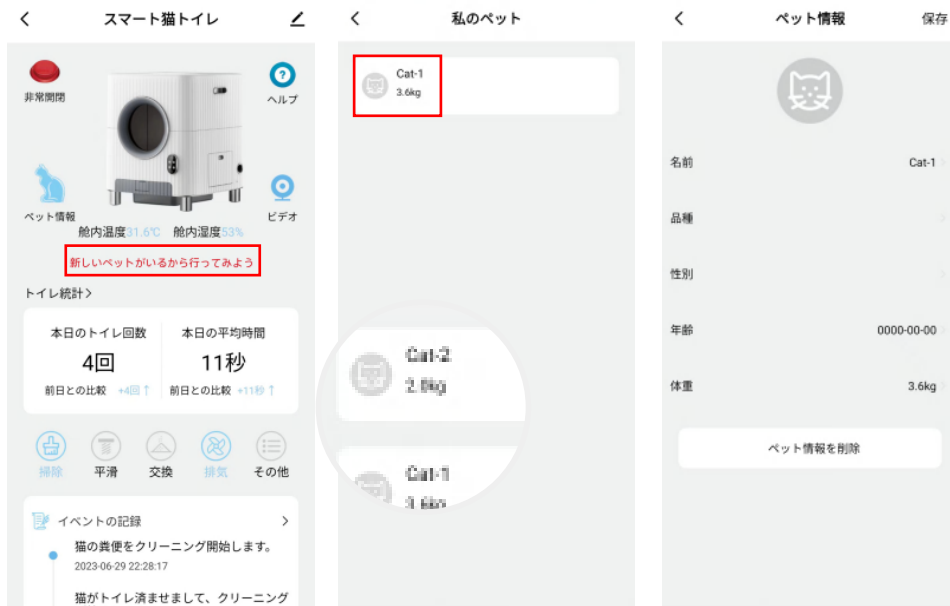 スマート猫トイレ
非常開閉
ヘルプ
ペット情報
ビデオ
舱内温度31.6℃ 舱内湿度53%
新しいペットがいるから行ってみよう
トイレ統計>
本日のトイレ回数
本日の平均時間
4回
11秒
前日との比較 +4回↑
前日との比較 +11秒↑
掃除
平滑
交換
排気
その他
イベントの記録
猫の糞便をクリーニング開始します。
2023-06-29 22:28:17
猫がトイレ済ませまして、クリーニング
私のペット
Cat-1
3.6kg
Cat-2
2.0kg
Cat-1
3.6kg
ペット情報
保存
名前
Cat-1
品種
性別
年齢
0000-00-00
体重
3.6kg
ペット情報を削除